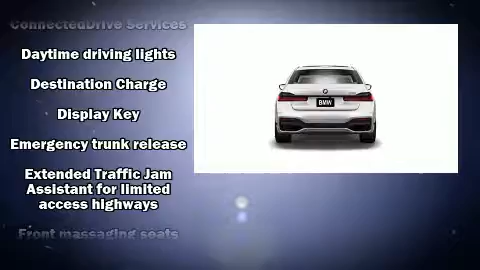 ConnectedDrive Services
Daytime driving lights
Destination Charge
Display Key
Emergency trunk release
Extended Traffic Jam
Assistant for limited
access highways
Front massaging seats
BMW